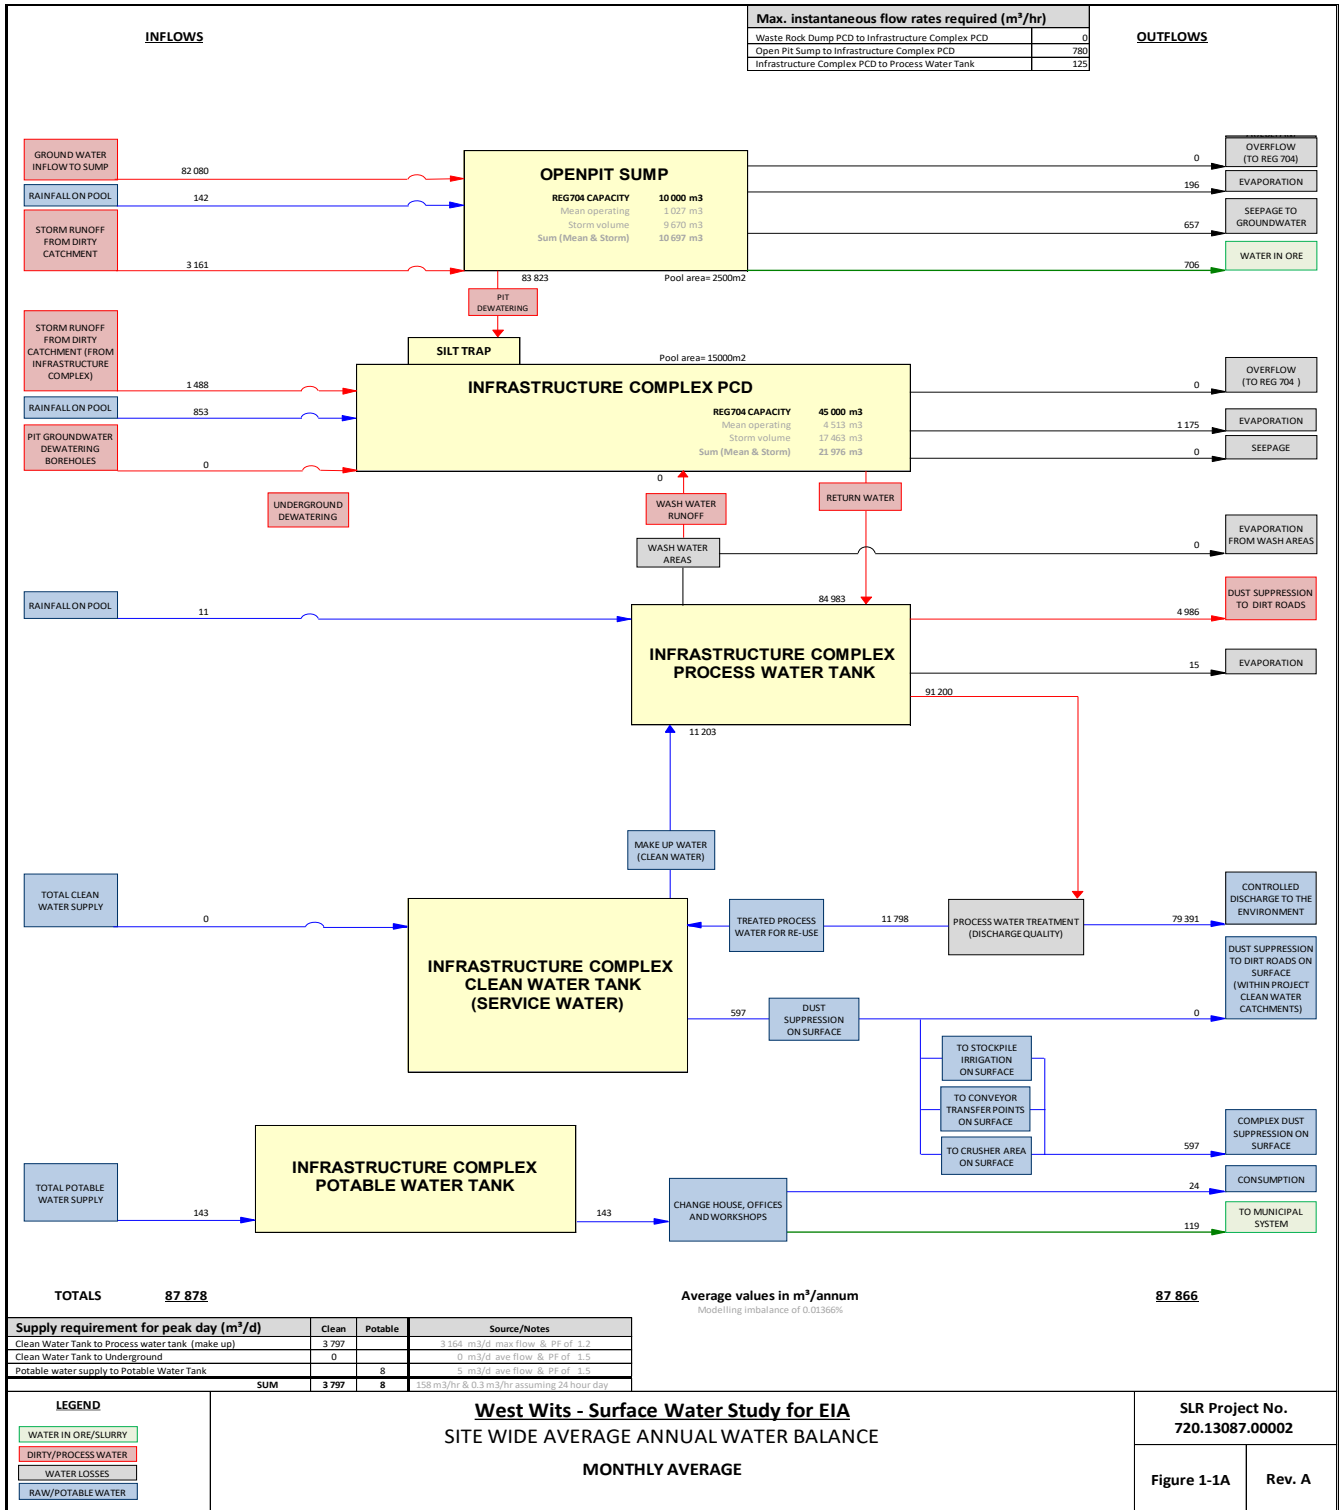 INFLOWS
Max. instantaneous flow rates required (m³/hr)
Waste Rock Dump PCD to Infrastructure Complex PCD 0
Open Pit Sump to Infrastructure Complex PCD 780
Infrastructure Complex PCD to Process Water Tank 125
OUTFLOWS
GROUND WATER
INFLOW TO SUMP
82 080
RAINFALL ON POOL
142
STORM RUNOFF
FROM DIRTY
CATCHMENT
3 161
OPENPIT SUMP
REG704 CAPACITY 10 000 m3
Mean operating 1 027 m3
Storm volume 9 670 m3
Sum (Mean & Storm) 10 697 m3
Pool area= 2500m2
0
OVERFLOW
(TO REG 704)
196
EVAPORATION
657
SEEPAGE TO
GROUNDWATER
706
WATER IN ORE
83 823
PIT
DEWATERING
STORM RUNOFF
FROM DIRTY
CATCHMENT (FROM
INFRASTRUCTURE
COMPLEX)
1 488
RAINFALL ON POOL
853
PIT GROUNDWATER
DEWATERING
BOREHOLES
0
SILT TRAP
Pool area= 15000m2
INFRASTRUCTURE COMPLEX PCD
REG704 CAPACITY 45 000 m3
Mean operating 4 513 m3
Storm volume 17 463 m3
Sum (Mean & Storm) 21 976 m3
0
OVERFLOW
(TO REG 704 )
1 175
EVAPORATION
0
SEEPAGE
UNDERGROUND
DEWATERING
0
WASH WATER
RUNOFF
RETURN WATER
WASH WATER
AREAS
0
EVAPORATION
FROM WASH AREAS
RAINFALL ON POOL
11
84 983
INFRASTRUCTURE COMPLEX
PROCESS WATER TANK
4 986
DUST SUPPRESSION
TO DIRT ROADS
15
EVAPORATION
91 200
11 203
MAKE UP WATER
(CLEAN WATER)
TOTAL CLEAN
WATER SUPPLY
0
INFRASTRUCTURE COMPLEX
CLEAN WATER TANK
(SERVICE WATER)
TREATED PROCESS
WATER FOR RE-USE
11 798
PROCESS WATER TREATMENT
(DISCHARGE QUALITY)
79 391
CONTROLLED
DISCHARGE TO THE
ENVIRONMENT
597
DUST
SUPPRESSION
ON SURFACE
0
DUST SUPPRESSION
TO DIRT ROADS ON
SURFACE
(WITHIN PROJECT
CLEAN WATER
CATCHMENTS)
TO STOCKPILE
IRRIGATION
ON SURFACE
TO CONVEYOR
TRANSFER POINTS
ON SURFACE
TO CRUSHER AREA
ON SURFACE
597
COMPLEX DUST
SUPPRESSION ON
SURFACE
TOTAL POTABLE
WATER SUPPLY
143
INFRASTRUCTURE COMPLEX
POTABLE WATER TANK
143
CHANGE HOUSE, OFFICES
AND WORKSHOPS
24
CONSUMPTION
119
TO MUNICIPAL
SYSTEM
TOTALS 87 878
Average values in m³/annum
Modelling imbalance of 0.01366%
87 866
Supply requirement for peak day (m³/d) Clean Potable Source/Notes
Clean Water Tank to Process water tank (make up) 3 797 3 164 m3/d max flow & PF of 1.2
Clean Water Tank to Underground 0 0 m3/d ave flow & PF of 1.5
Potable water supply to Potable Water Tank 8 5 m3/d ave flow & PF of 1.5
SUM 3 797 8 158 m3/hr & 0.3 m3/hr assuming 24 hour day
LEGEND
WATER IN ORE/SLURRY
DIRTY/PROCESS WATER
WATER LOSSES
RAW/POTABLE WATER
West Wits - Surface Water Study for EIA
SITE WIDE AVERAGE ANNUAL WATER BALANCE
MONTHLY AVERAGE
SLR Project No.
720.13087.00002
Figure 1-1A
Rev. A